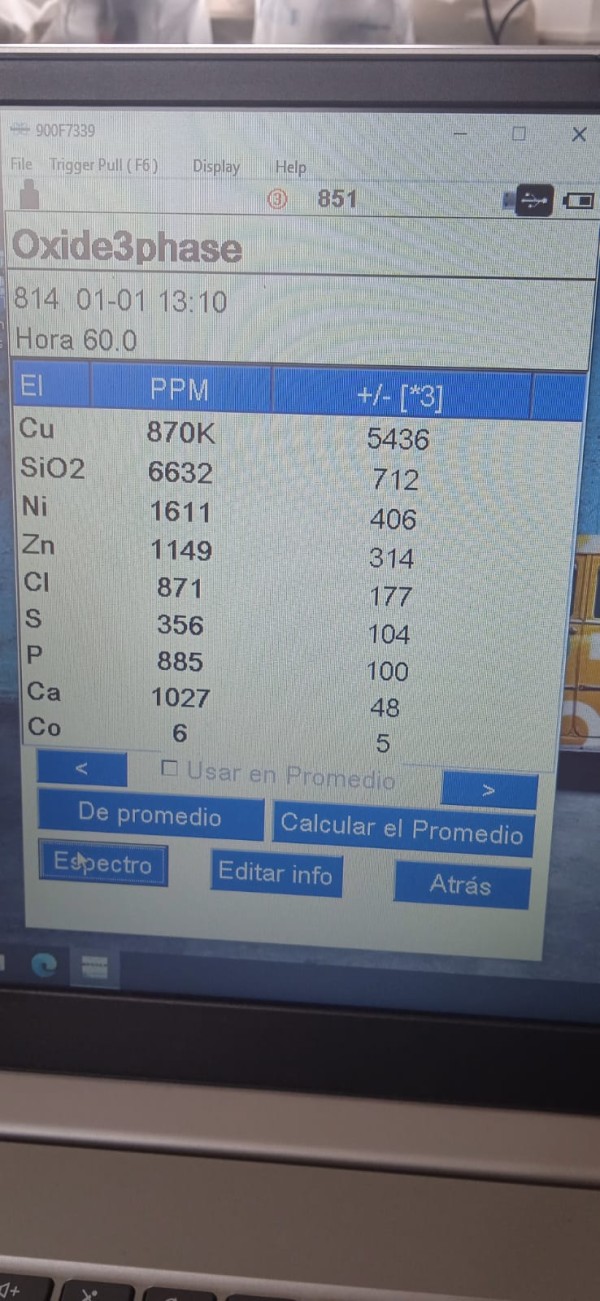 900F7339
File Trigger Pull ( F6 ) Display Help
3 851
Oxide3phase
814 01-01 13:10
Hora 60.0
El PPM +/- [*3]
Cu 870K 5436
SiO2 6632 712
Ni 1611 406
Zn 1149 314
Cl 871 177
S 356 104
P 885 100
Ca 1027 48
Co 6 5
< Usar en Promedio >
De promedio Calcular el Promedio
Espectro Editar info Atrás